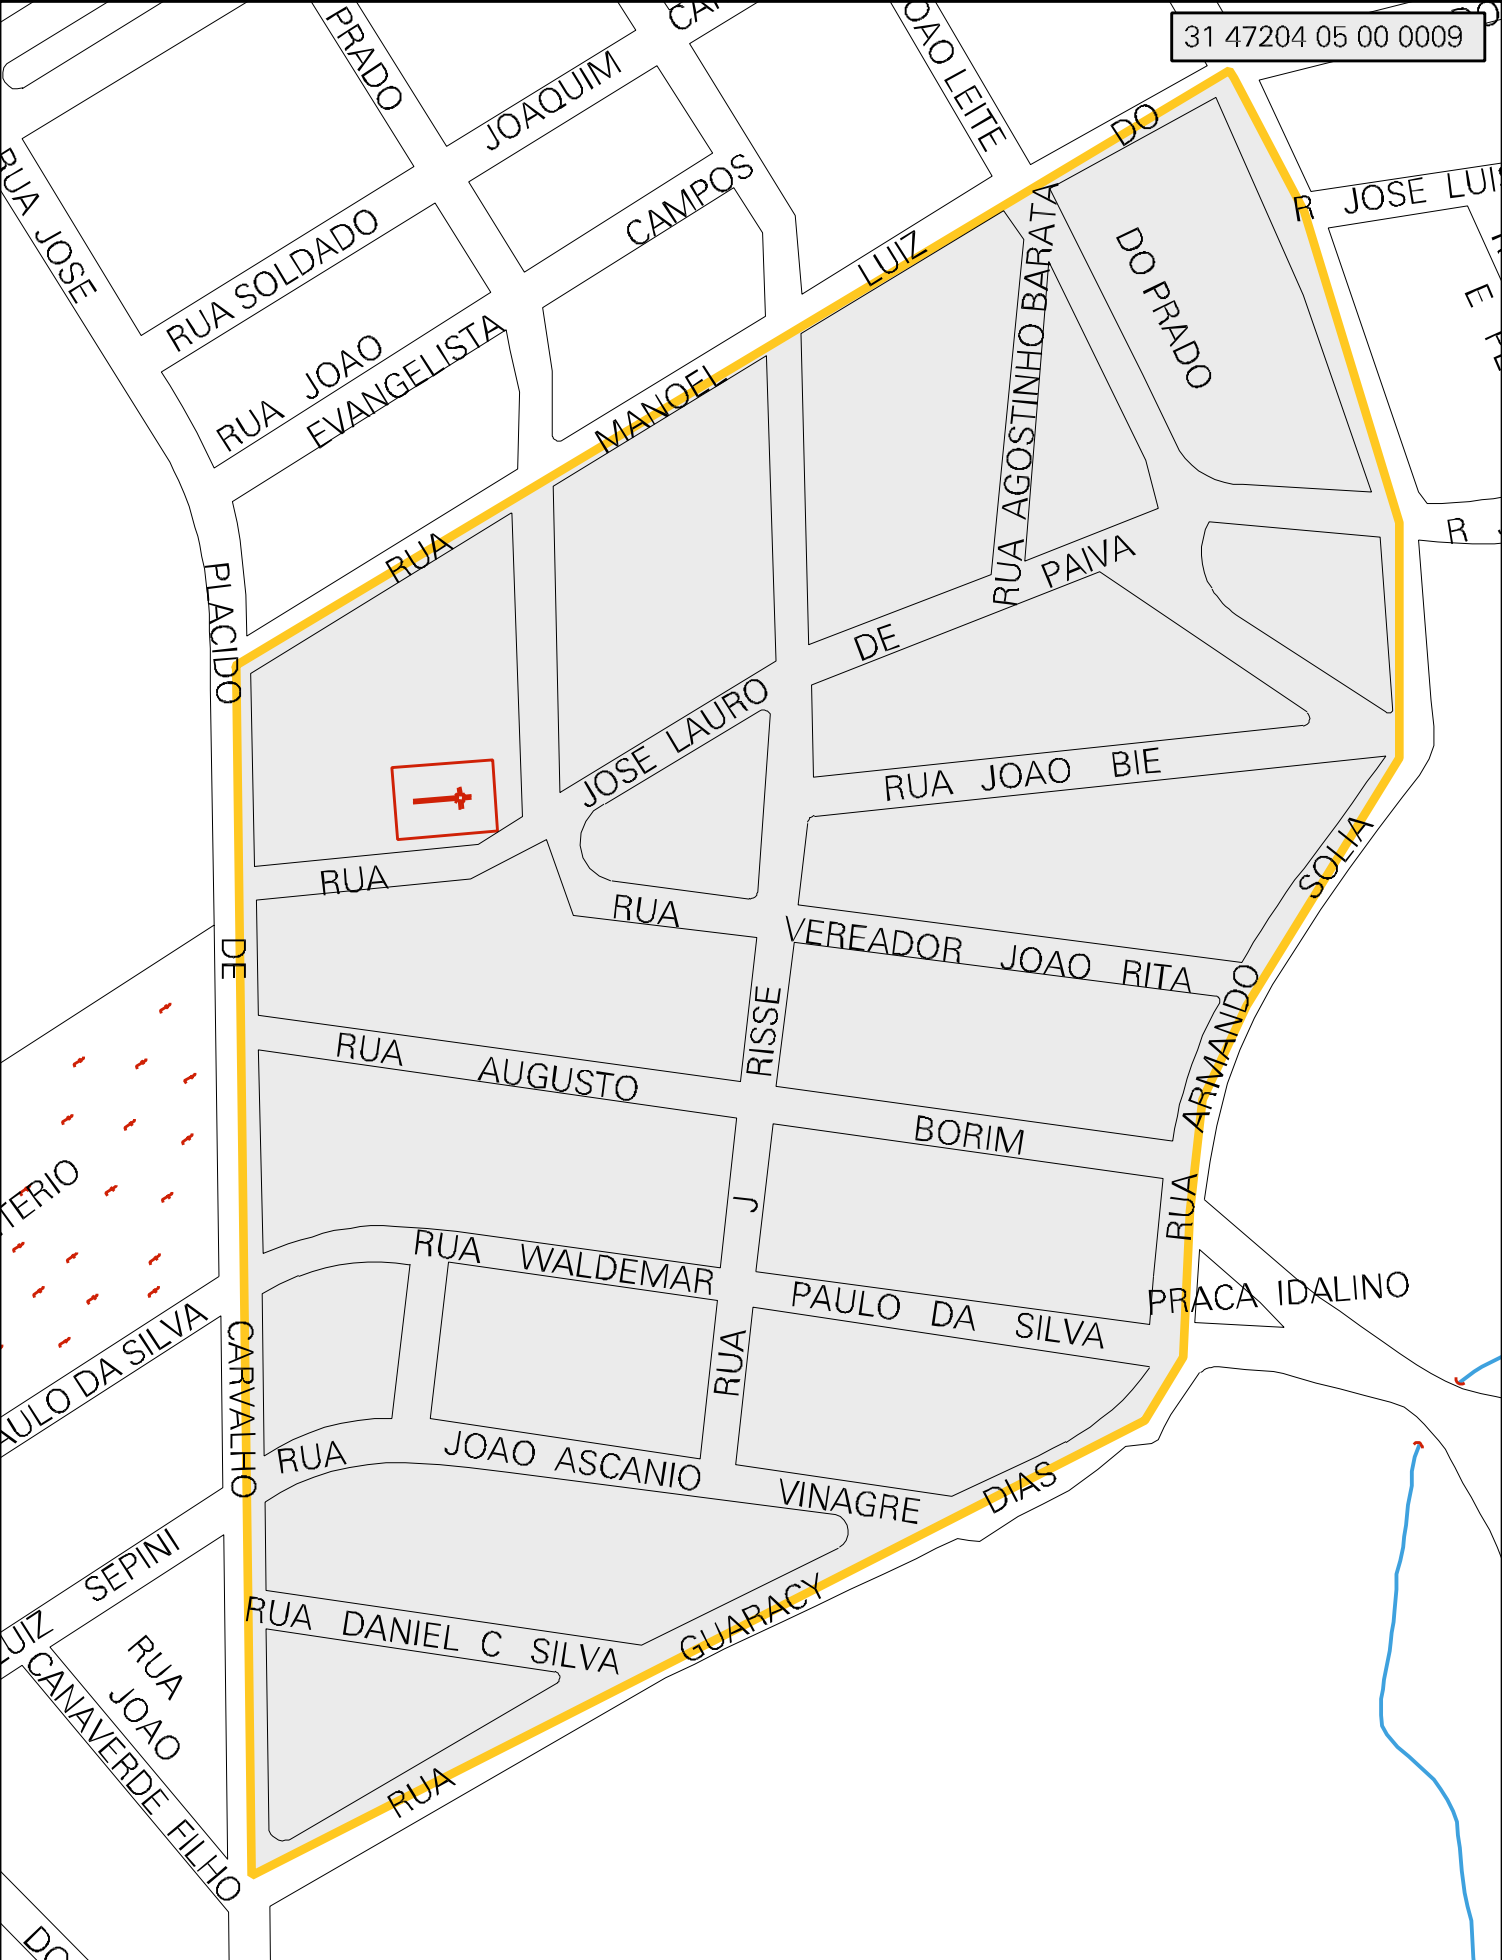 31 47204 05 00 0009
PRADO
JOAQUIM
CAMPOS
RUA JOSE
RUA SOLDADO
RUA JOAO
EVANGELISTA
RUA MANOEL LUIZ DO
R JOSE LUIS
DO PRADO
RUA AGOSTINHO BARATA
PLACIDO DE CARVALHO
RUA JOSE LAURO DE PAIVA
RUA JOAO BIE
RUA VEREADOR JOAO RITA
RUA ARMANDO SOLIA
RUA J RISSE
RUA AUGUSTO BORIM
RUA WALDEMAR PAULO DA SILVA
PRACA IDALINO
RUA JOAO ASCANIO VINAGRE
RUA DANIEL C SILVA
RUA GUARACY DIAS
DA SILVA
SEPINI
RUA
JOAO
CANAVERDE FILHO
LEITE
TERIO
AULO
UIZ
OAO
R
E